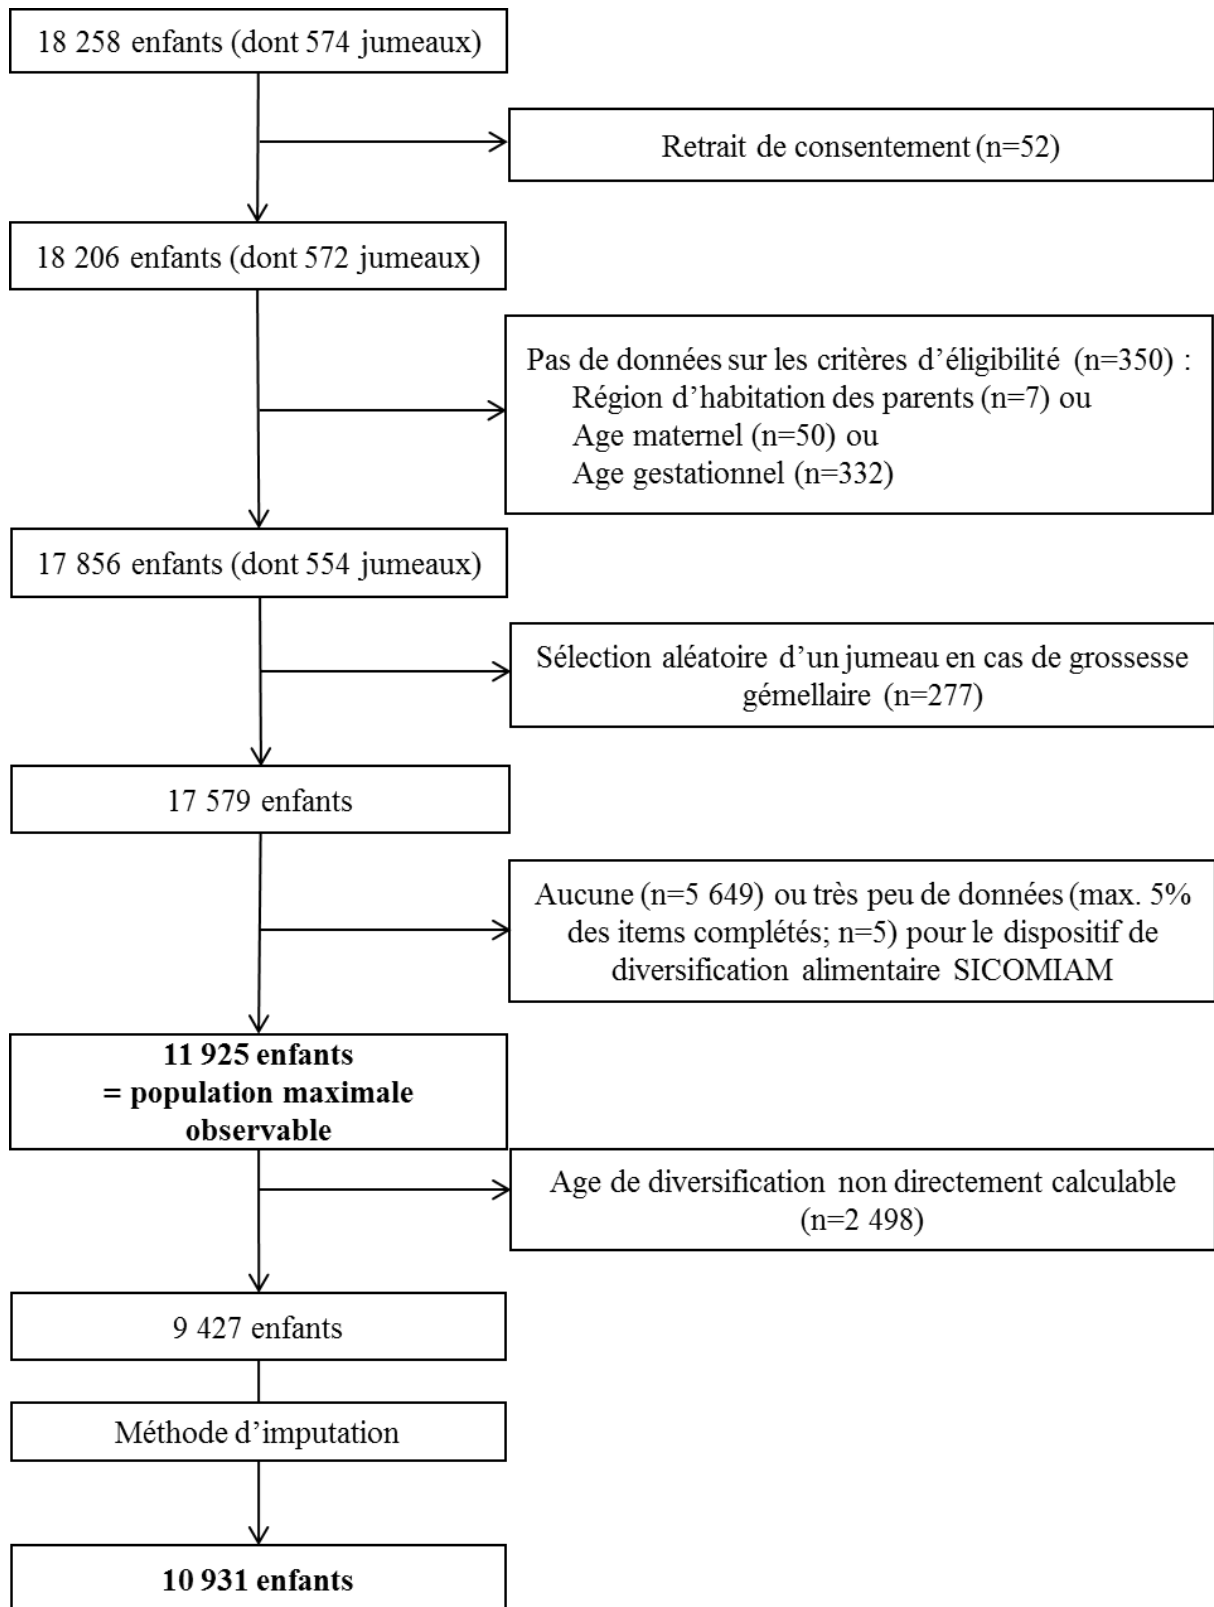 18 258 enfants (dont 574 jumeaux)
Retrait de consentement (n=52)
18 206 enfants (dont 572 jumeaux)
Pas de données sur les critères d’éligibilité (n=350) :
Région d’habitation des parents (n=7) ou
Age maternel (n=50) ou
Age gestationnel (n=332)
17 856 enfants (dont 554 jumeaux)
Sélection aléatoire d’un jumeau en cas de grossesse
gémellaire (n=277)
17 579 enfants
Aucune (n=5 649) ou très peu de données (max. 5%
des items complétés; n=5) pour le dispositif de
diversification alimentaire SICOMIAM
11 925 enfants
= population maximale
observable
Age de diversification non directement calculable
(n=2 498)
9 427 enfants
Méthode d’imputation
10 931 enfants